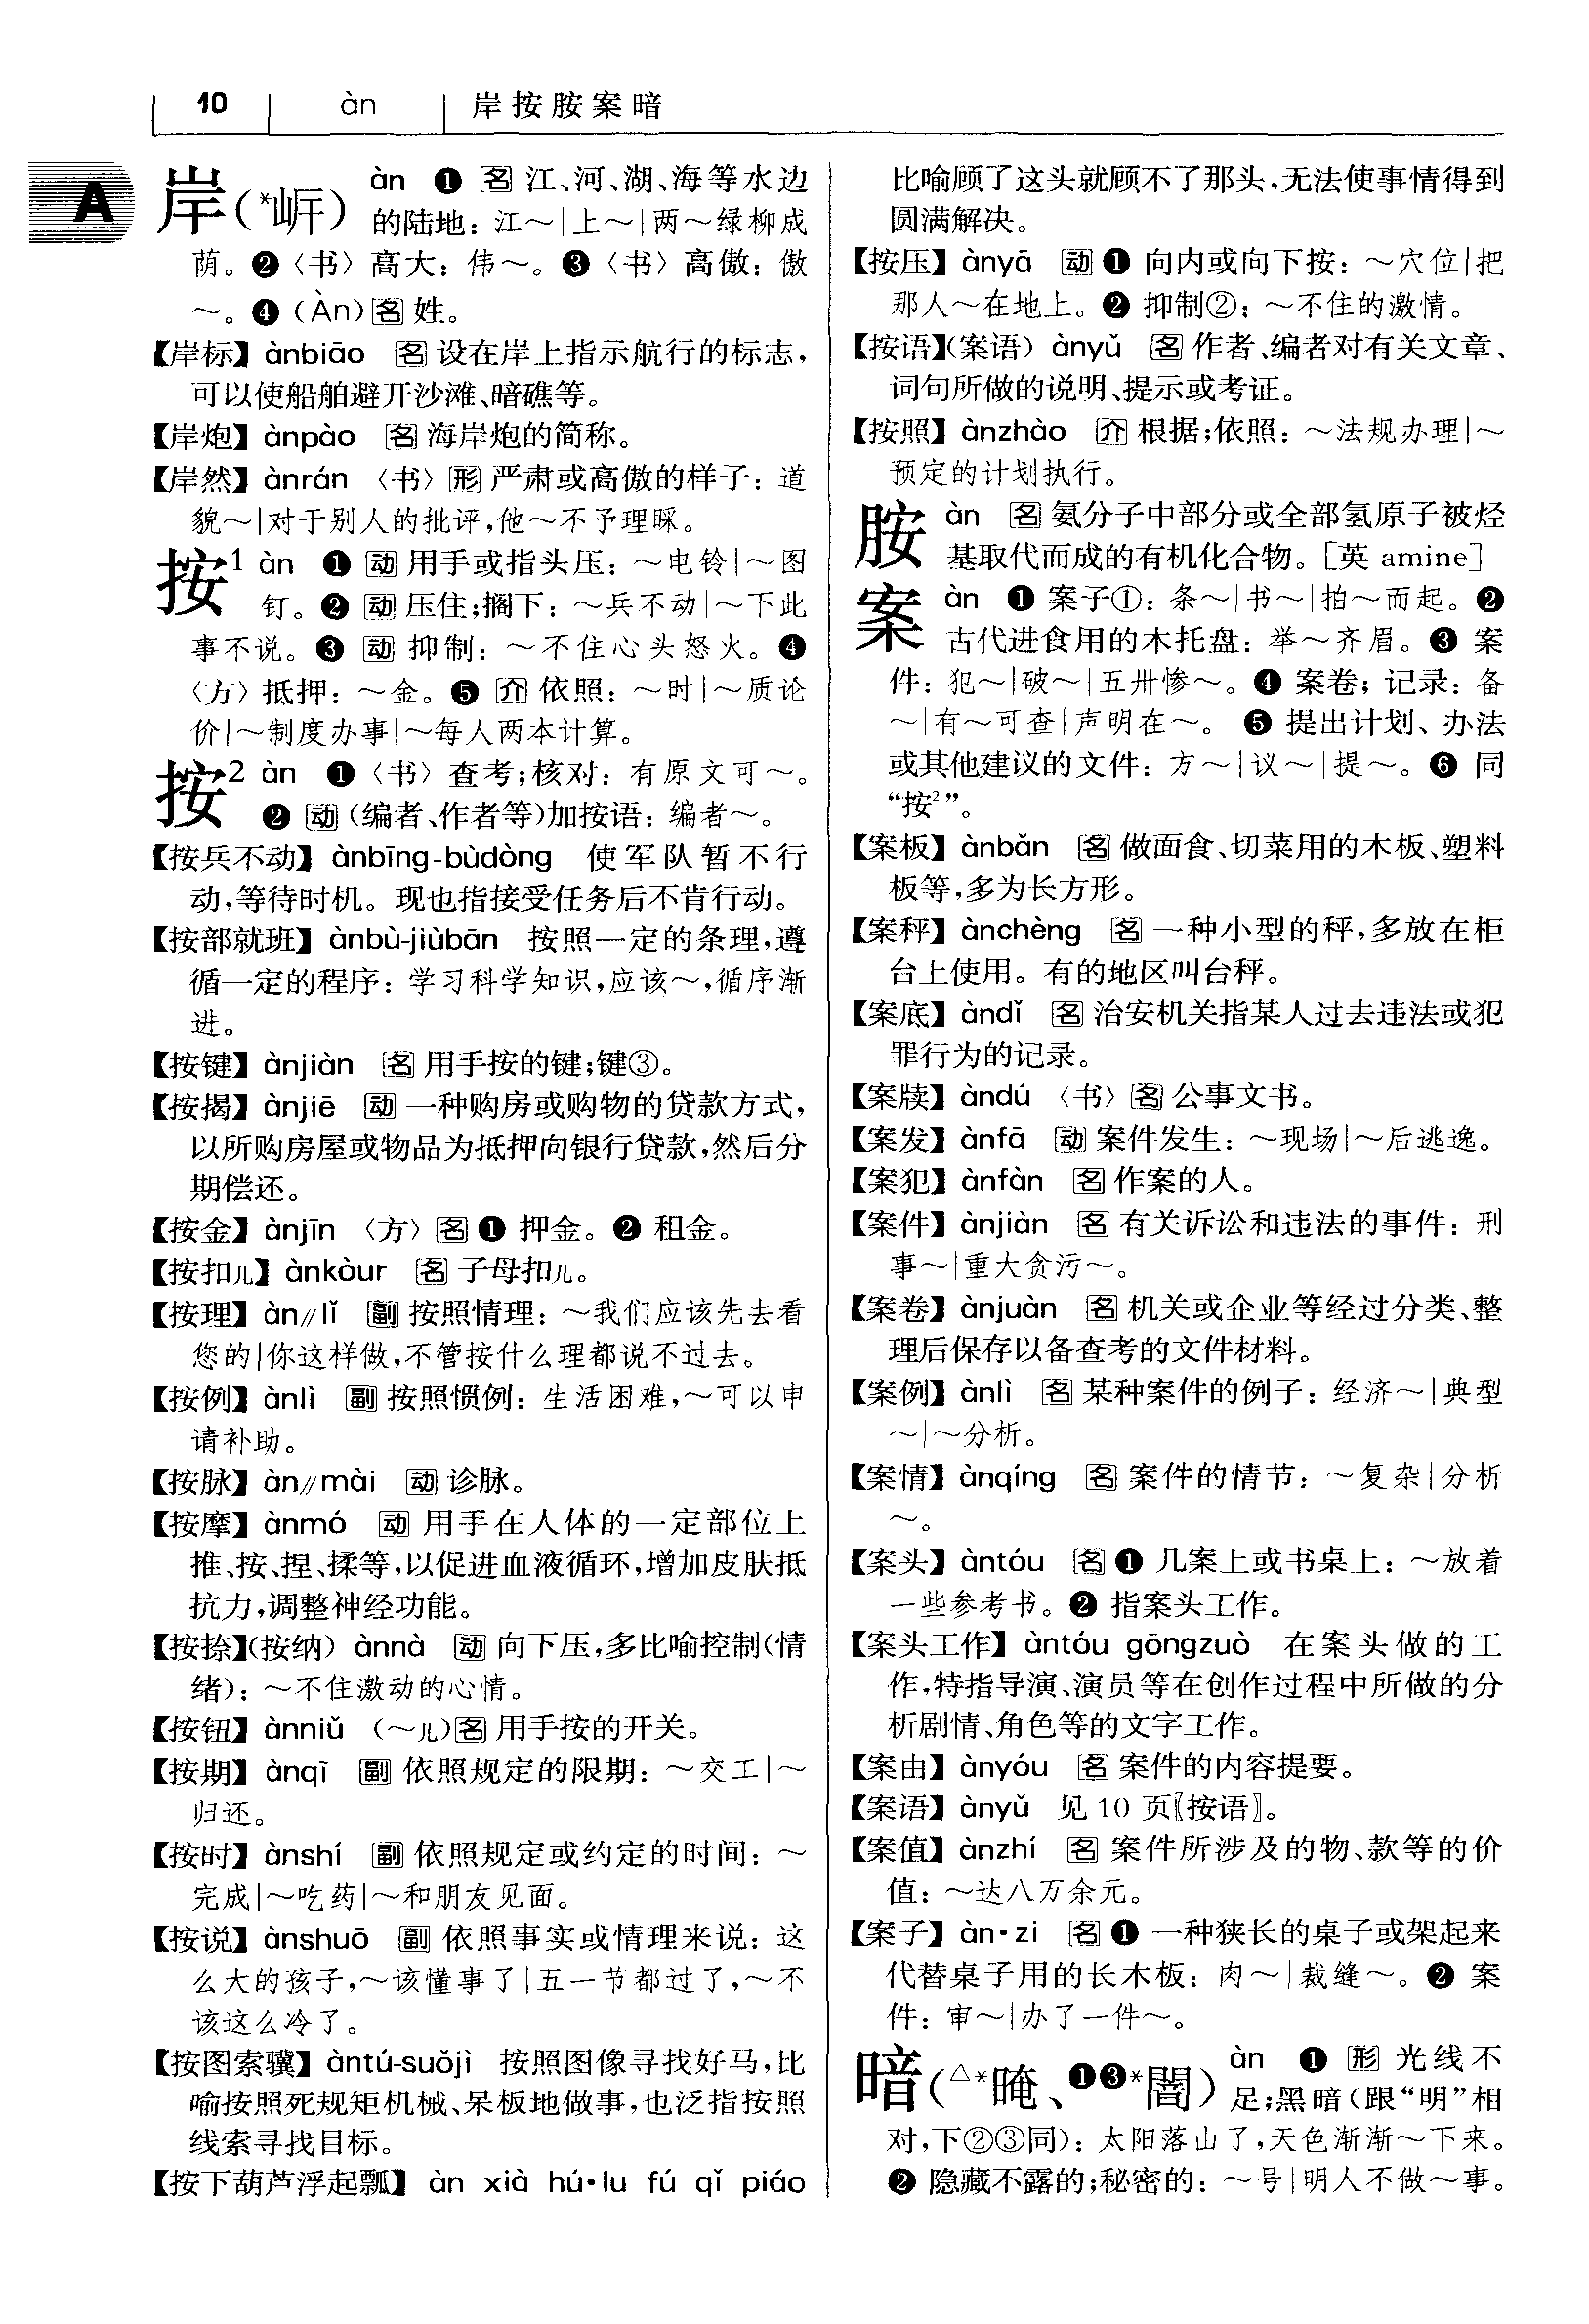 10 àn 岸按胺案暗
A
岸(*㟁) àn ❶ 名 江、河、湖、海等水边
的陆地：江～|上～|两～绿柳成
荫。❷〈书〉高大：伟～。❸〈书〉高傲：傲
～。❹（Àn）名 姓。
【岸标】ànbiāo 名 设在岸上指示航行的标志，
可以使船舶避开沙滩、暗礁等。
【岸炮】ànpào 名 海岸炮的简称。
【岸然】ànrán 〈书〉形 严肃或高傲的样子：道
貌～|对于别人的批评，他～不予理睬。
按1 àn ❶ 动 用手或指头压：～电铃|～图
钉。❷ 动 压住；搁下：～兵不动|～下此
事不说。❸ 动 抑制：～不住心头怒火。❹
〈方〉抵押：～金。❺ 介 依照：～时|～质论
价|～制度办事|～每人两本计算。
按2 àn ❶〈书〉查考；核对：有原文可～。
❷ 动（编者、作者等）加按语：编者～。
【按兵不动】ànbīng-bùdòng 使军队暂不行
动，等待时机。现也指接受任务后不肯行动。
【按部就班】ànbù-jiùbān 按照一定的条理，遵
循一定的程序：学习科学知识，应该～，循序渐
进。
【按键】ànjiàn 名 用手按的键；键③。
【按揭】ànjiē 动 一种购房或购物的贷款方式，
以所购房屋或物品为抵押向银行贷款，然后分
期偿还。
【按金】ànjīn 〈方〉名 ❶ 押金。❷ 租金。
【按扣儿】ànkòur 名 子母扣儿。
【按理】àn∥lǐ 副 按照情理：～我们应该先去看
您的|你这样做，不管按什么理都说不过去。
【按例】ànlì 副 按照惯例：生活困难，～可以申
请补助。
【按脉】àn∥mài 动 诊脉。
【按摩】ànmó 动 用手在人体的一定部位上
推、按、捏、揉等，以促进血液循环，增加皮肤抵
抗力，调整神经功能。
【按捺】（按纳）ànnà 动 向下压，多比喻控制（情
绪）：～不住激动的心情。
【按钮】ànniǔ （～儿）名 用手按的开关。
【按期】ànqī 副 依照规定的限期：～交工|～
归还。
【按时】ànshí 副 依照规定或约定的时间：～
完成|～吃药|～和朋友见面。
【按说】ànshuō 副 依照事实或情理来说：这
么大的孩子，～该懂事了|五一节都过了，～不
该这么冷了。
【按图索骥】àntú-suǒjì 按照图像寻找好马，比
喻按照死规矩机械、呆板地做事，也泛指按照
线索寻找目标。
【按下葫芦浮起瓢】àn xià hú·lu fú qǐ piáo
比喻顾了这头就顾不了那头，无法使事情得到
圆满解决。
【按压】ànyā 动 ❶ 向内或向下按：～穴位|把
那人～在地上。❷ 抑制②：～不住的激情。
【按语】（案语）ànyǔ 名 作者、编者对有关文章、
词句所做的说明、提示或考证。
【按照】ànzhào 介 根据；依照：～法规办理|～
预定的计划执行。
胺 àn 名 氨分子中部分或全部氢原子被烃
基取代而成的有机化合物。［英 amine］
案 àn ❶ 案子①：条～|书～|拍～而起。❷
古代进食用的木托盘：举～齐眉。❸ 案
件：犯～|破～|五卅惨～。❹ 案卷；记录：备
～|有～可查|声明在～。❺ 提出计划、办法
或其他建议的文件：方～|议～|提～。❻ 同
“按2”。
【案板】ànbǎn 名 做面食、切菜用的木板、塑料
板等，多为长方形。
【案秤】ànchèng 名 一种小型的秤，多放在柜
台上使用。有的地区叫台秤。
【案底】àndǐ 名 治安机关指某人过去违法或犯
罪行为的记录。
【案牍】àndú 〈书〉名 公事文书。
【案发】ànfā 动 案件发生：～现场|～后逃逸。
【案犯】ànfàn 名 作案的人。
【案件】ànjiàn 名 有关诉讼和违法的事件：刑
事～|重大贪污～。
【案卷】ànjuàn 名 机关或企业等经过分类、整
理后保存以备查考的文件材料。
【案例】ànlì 名 某种案件的例子：经济～|典型
～|～分析。
【案情】ànqíng 名 案件的情节：～复杂|分析
～。
【案头】àntóu 名 ❶ 几案上或书桌上：～放着
一些参考书。❷ 指案头工作。
【案头工作】àntóu gōngzuò 在案头做的工
作，特指导演、演员等在创作过程中所做的分
析剧情、角色等的文字工作。
【案由】ànyóu 名 案件的内容提要。
【案语】ànyǔ 见 10 页〖按语〗。
【案值】ànzhí 名 案件所涉及的物、款等的价
值：～达八万余元。
【案子】àn·zi 名 ❶ 一种狭长的桌子或架起来
代替桌子用的长木板：肉～|裁缝～。❷ 案
件：审～|办了一件～。
暗(△*晻、❶❸*闇) àn ❶ 形 光线不
足；黑暗（跟“明”相
对，下②③同）：太阳落山了，天色渐渐～下来。
❷ 隐藏不露的；秘密的：～号|明人不做～事。